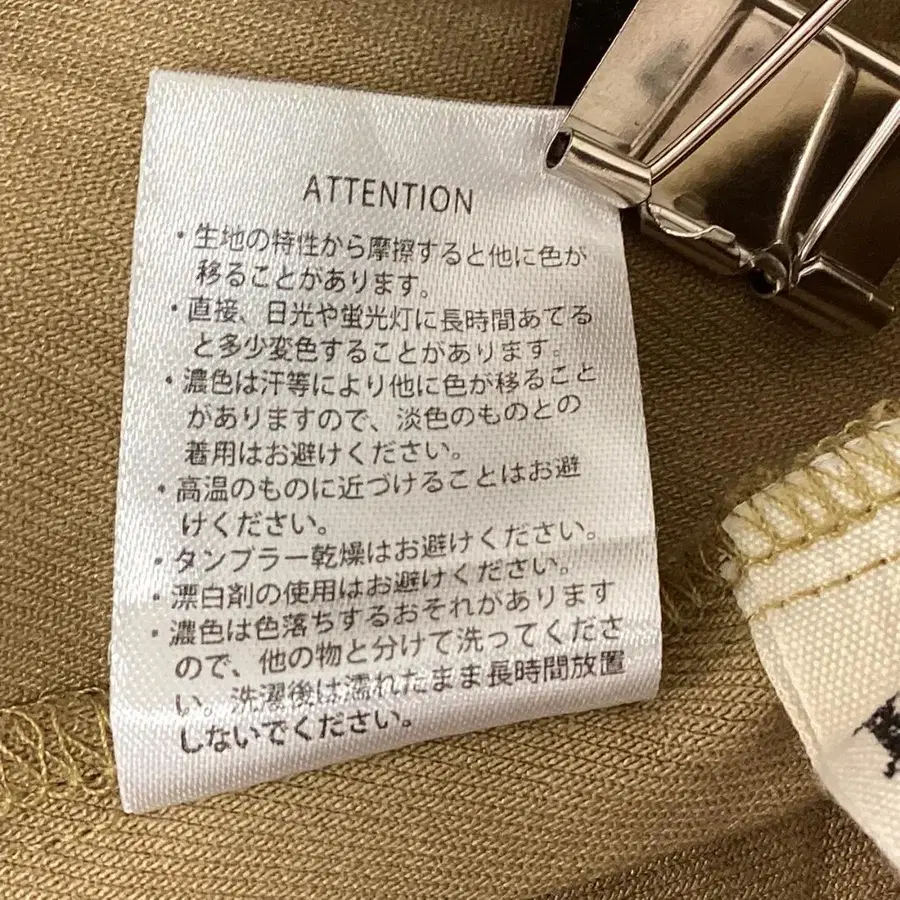 ATTENTION
・生地の特性から摩擦すると他に色が
移ることがあります。
・直接、日光や蛍光灯に長時間あてる
と多少変色することがあります。
・濃色は汗等により他に色が移ること
がありますので、淡色のものとの
着用はお避けください。
・高温のものに近づけることはお避
けください。
・タンブラー乾燥はお避けください。
・漂白剤の使用はお避けください。
・濃色は色落ちするおそれがあります
ので、他の物と分けて洗ってくださ
い。洗濯後は濡れたまま長時間放置
しないでください。